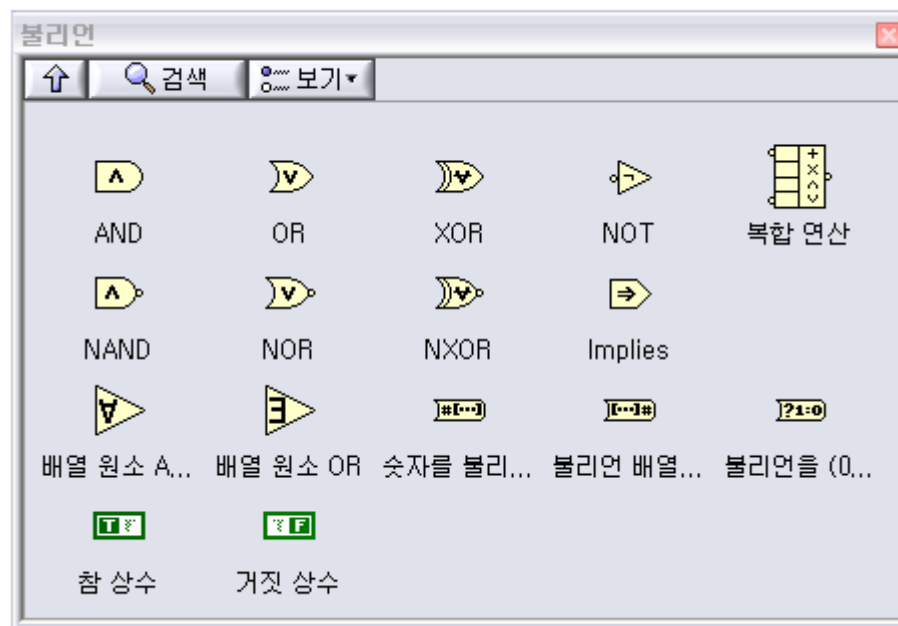 불리언
검색 보기
AND OR XOR NOT 복합 연산
NAND NOR NXOR Implies
배열 원소 A... 배열 원소 OR 숫자를 불리... 불리언 배열... 불리언을 (0...
T F
참 상수 거짓 상수